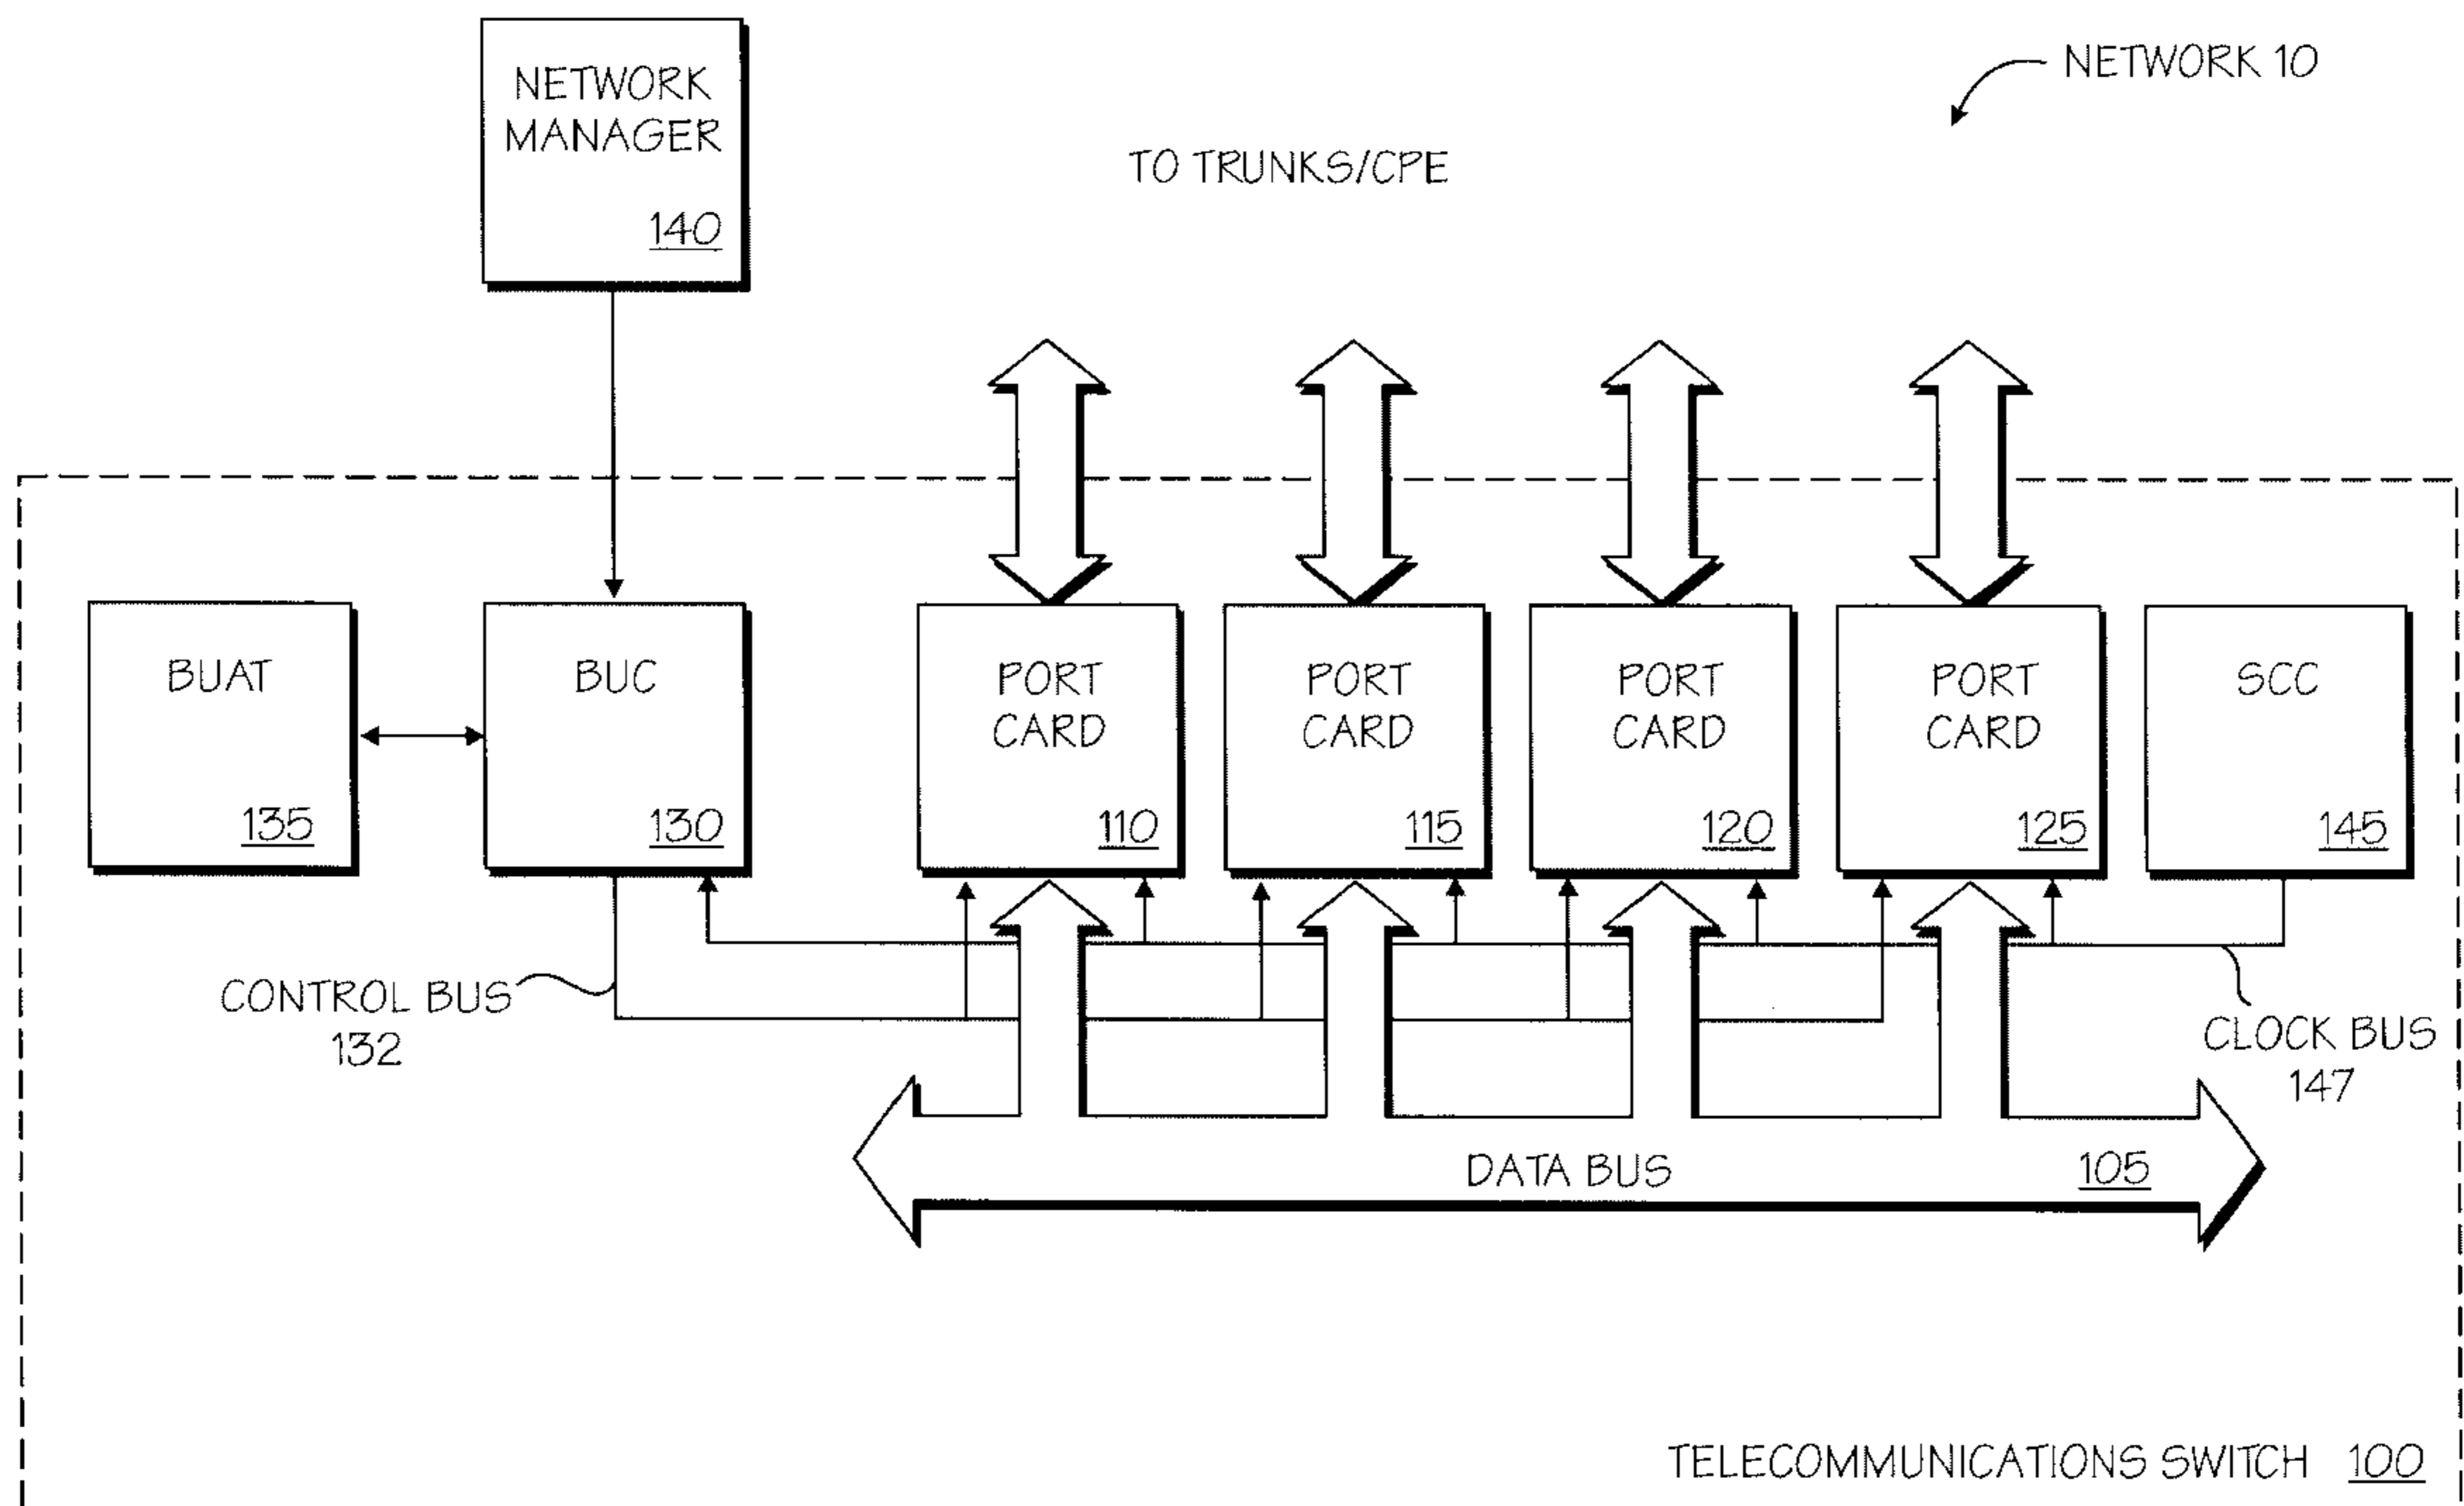 NETWORK
MANAGER
140
NETWORK 10
TO TRUNKS/CPE
BUAT
135
BUC
130
PORT
CARD
110
PORT
CARD
115
PORT
CARD
120
PORT
CARD
125
SCC
145
CONTROL BUS
132
CLOCK BUS
147
DATA BUS
105
TELECOMMUNICATIONS SWITCH 100